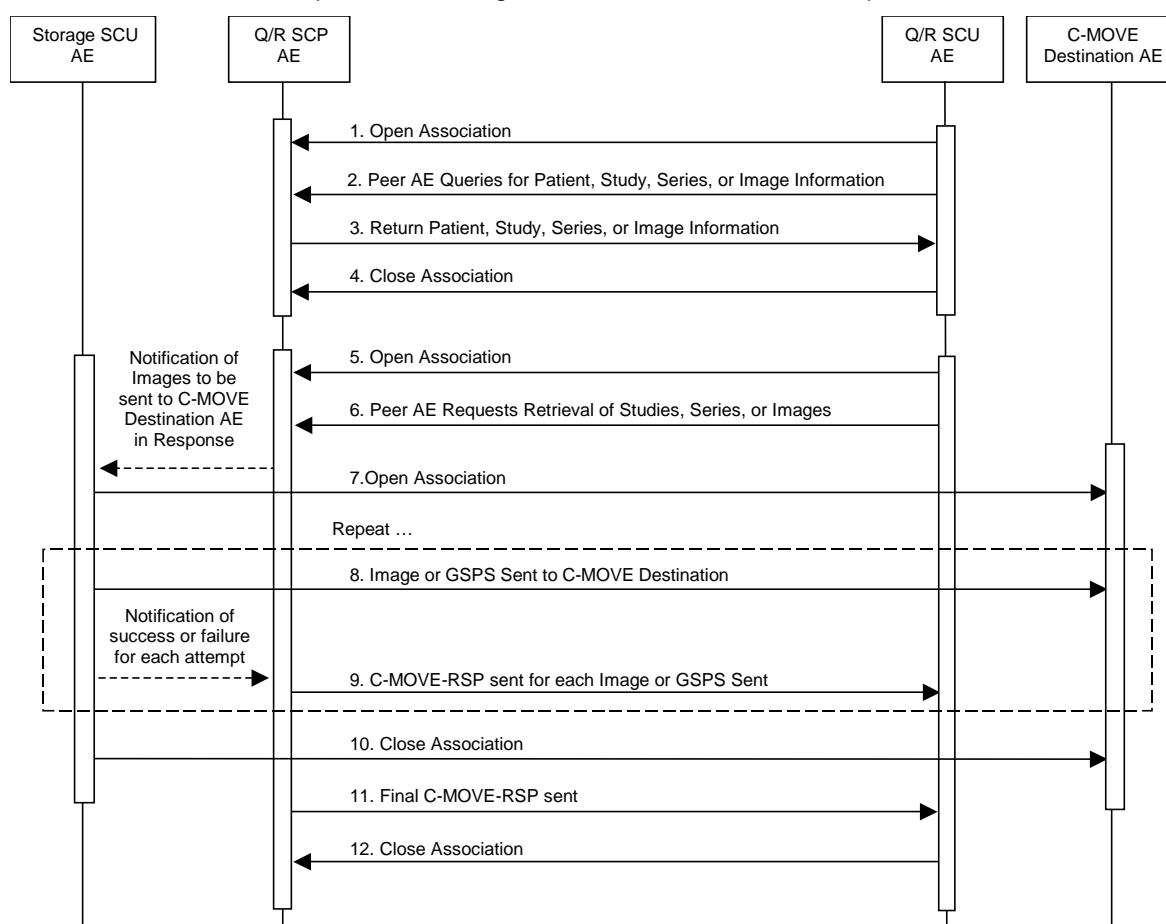 Storage SCU
AE
Q/R SCP
AE
Q/R SCU
AE
C-MOVE
Destination AE
1. Open Association
2. Peer AE Queries for Patient, Study, Series, or Image Information
3. Return Patient, Study, Series, or Image Information
4. Close Association
Notification of
Images to be
sent to C-MOVE
Destination AE
in Response
5. Open Association
6. Peer AE Requests Retrieval of Studies, Series, or Images
7.Open Association
Repeat …
8. Image or GSPS Sent to C-MOVE Destination
Notification of
success or failure
for each attempt
9. C-MOVE-RSP sent for each Image or GSPS Sent
10. Close Association
11. Final C-MOVE-RSP sent
12. Close Association